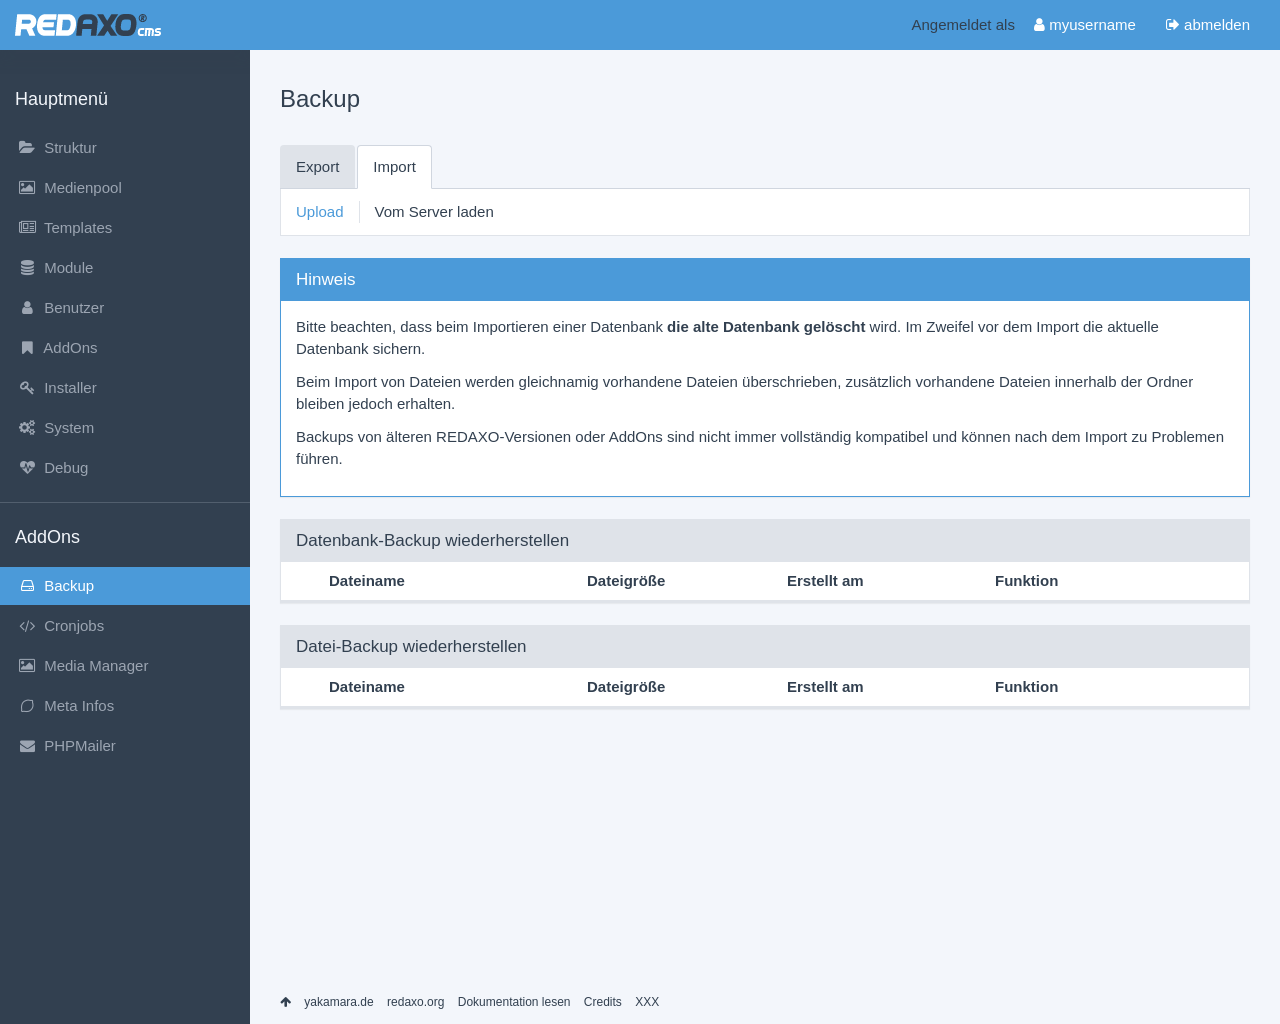 REDAXO® cms
Angemeldet als myusername abmelden
Hauptmenü
Struktur
Medienpool
Templates
Module
Benutzer
AddOns
Installer
System
Debug
AddOns
Backup
Cronjobs
Media Manager
Meta Infos
PHPMailer
Backup
Export Import
Upload Vom Server laden
Hinweis
Bitte beachten, dass beim Importieren einer Datenbank die alte Datenbank gelöscht wird. Im Zweifel vor dem Import die aktuelle
Datenbank sichern.
Beim Import von Dateien werden gleichnamig vorhandene Dateien überschrieben, zusätzlich vorhandene Dateien innerhalb der Ordner
bleiben jedoch erhalten.
Backups von älteren REDAXO-Versionen oder AddOns sind nicht immer vollständig kompatibel und können nach dem Import zu Problemen
führen.
Datenbank-Backup wiederherstellen
Dateiname Dateigröße Erstellt am Funktion
Datei-Backup wiederherstellen
Dateiname Dateigröße Erstellt am Funktion
yakamara.de redaxo.org Dokumentation lesen Credits XXX